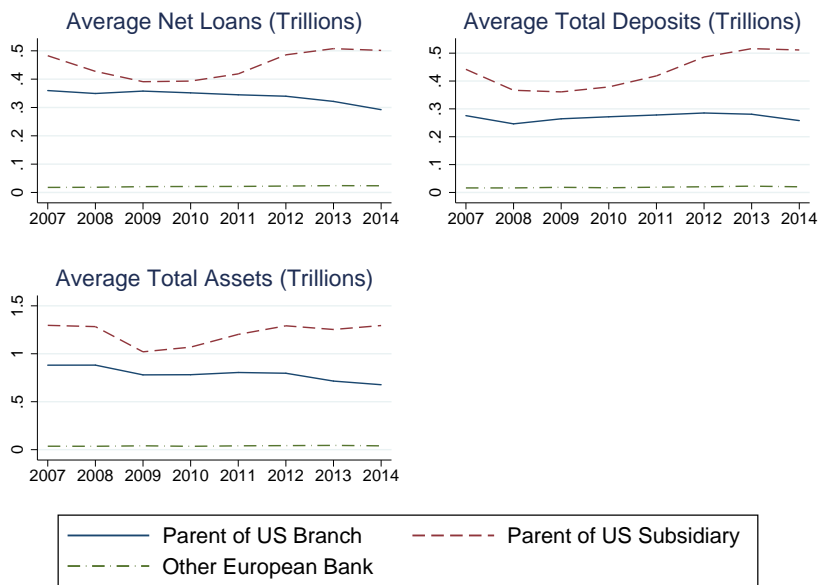 Average Net Loans (Trillions)
.5
.4
.3
.2
.1
0
2007 2008 2009 2010 2011 2012 2013 2014
Average Total Deposits (Trillions)
.5
.4
.3
.2
.1
0
2007 2008 2009 2010 2011 2012 2013 2014
Average Total Assets (Trillions)
1.5
1
.5
0
2007 2008 2009 2010 2011 2012 2013 2014
Parent of US Branch
Parent of US Subsidiary
Other European Bank